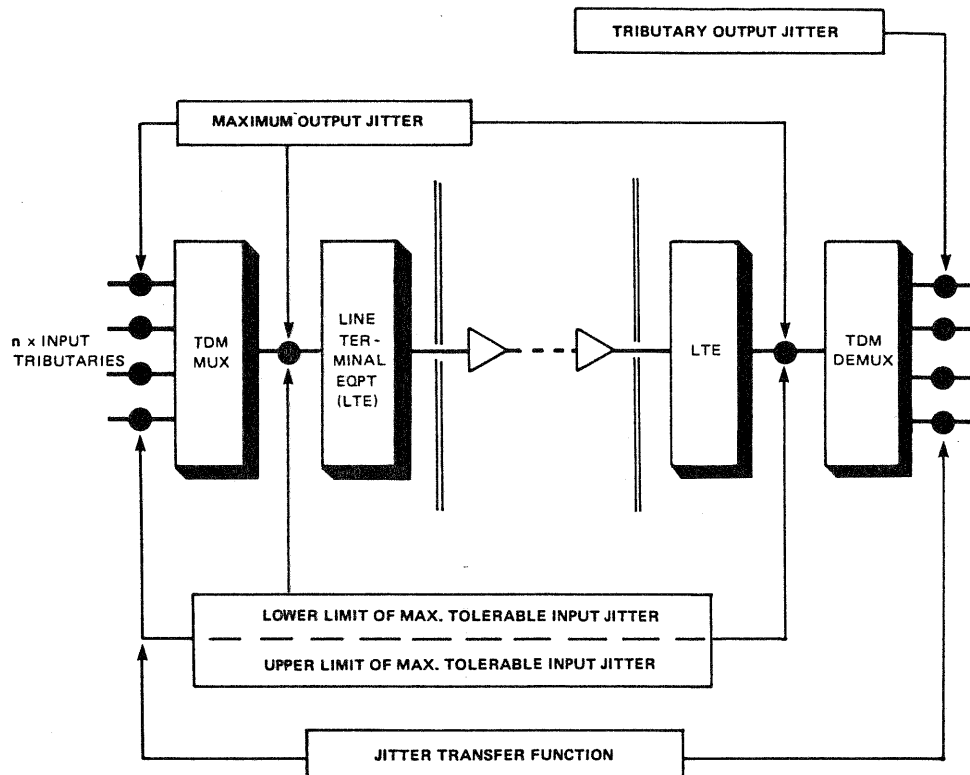 TRIBUTARY OUTPUT JITTER
MAXIMUM OUTPUT JITTER
n × INPUT
TRIBUTARIES
TDM
MUX
LINE
TER-
MINAL
EQPT
(LTE)
LTE
TDM
DEMUX
LOWER LIMIT OF MAX. TOLERABLE INPUT JITTER
UPPER LIMIT OF MAX. TOLERABLE INPUT JITTER
JITTER TRANSFER FUNCTION